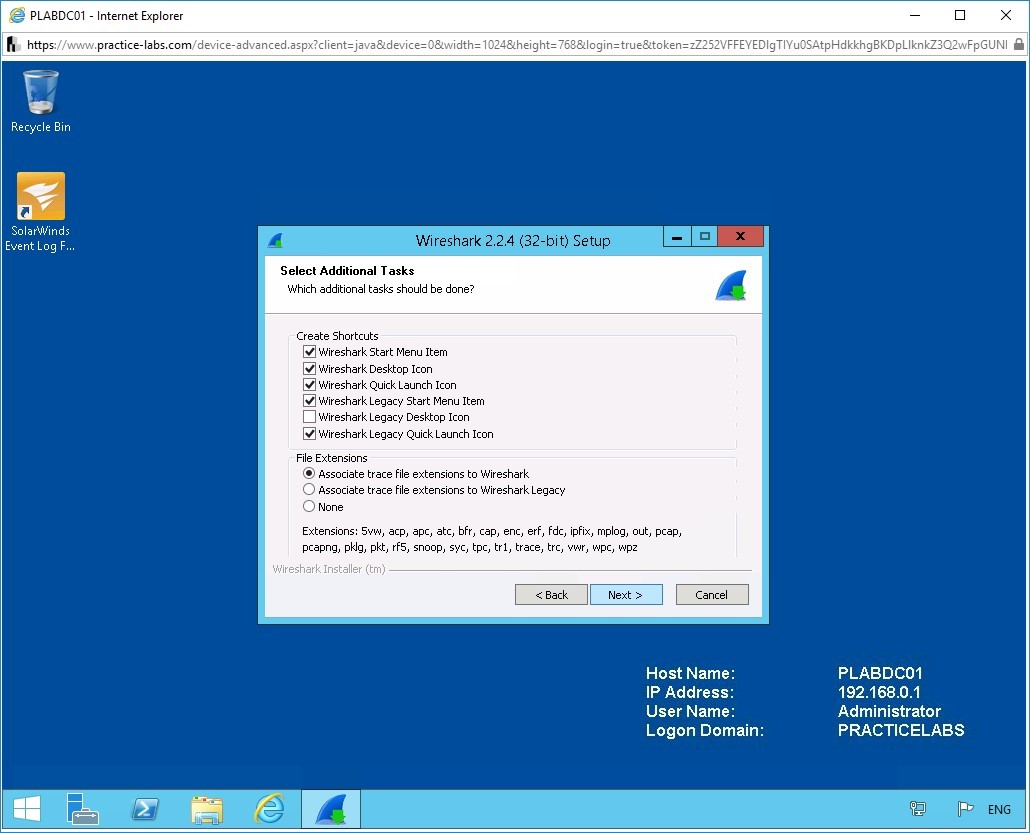 PLABDC01 - Internet Explorer
https://www.practice-labs.com/device-advanced.aspx?client=java&device=0&width=1024&height=768&login=true&token=
Recycle Bin
SolarWinds
Event Log F...
Wireshark 2.2.4 (32-bit) Setup
Select Additional Tasks
Which additional tasks should be done?
Create Shortcuts
Wireshark Start Menu Item
Wireshark Desktop Icon
Wireshark Quick Launch Icon
Wireshark Legacy Start Menu Item
Wireshark Legacy Desktop Icon
Wireshark Legacy Quick Launch Icon
File Extensions
Associate trace file extensions to Wireshark
Associate trace file extensions to Wireshark Legacy
None
Extensions: 5vw, acp, apc, atc, bfr, cap, enc, erf, fdc, ipfix, mplog, out, pcap,
pcapng, pklg, pkt, rf5, snoop, syc, tpc, tr1, trace, trc, vwr, wpc, wpz
Wireshark Installer (tm)
< Back Next > Cancel
Host Name: PLABDC01
IP Address: 192.168.0.1
User Name: Administrator
Logon Domain: PRACTICELABS
ENG